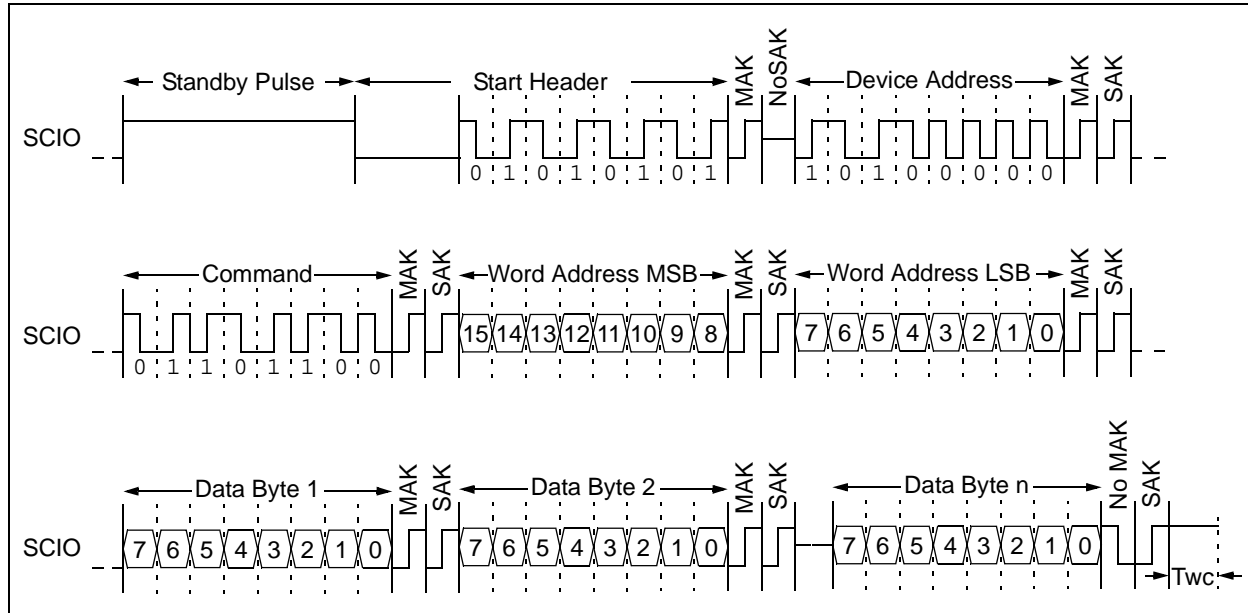 Standby Pulse Start Header MAK NoSAK Device Address MAK SAK
SCIO
0 1 0 1 0 1 0 1 1 0 1 0 0 0 0 0
Command MAK SAK Word Address MSB MAK SAK Word Address LSB MAK SAK
SCIO 15 14 13 12 11 10 9 8 7 6 5 4 3 2 1 0
0 1 1 0 1 1 0 0
Data Byte 1 MAK SAK Data Byte 2 MAK SAK Data Byte n No MAK SAK
SCIO 7 6 5 4 3 2 1 0 7 6 5 4 3 2 1 0 7 6 5 4 3 2 1 0
Twc